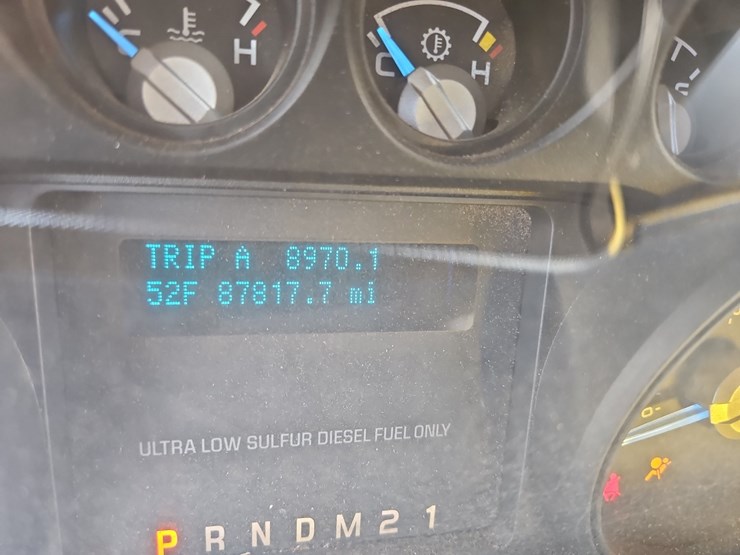 H
C
H
TRIP A 8970.1
52F 87817.7 mi
ULTRA LOW SULFUR DIESEL FUEL ONLY
P R N D M 2 1